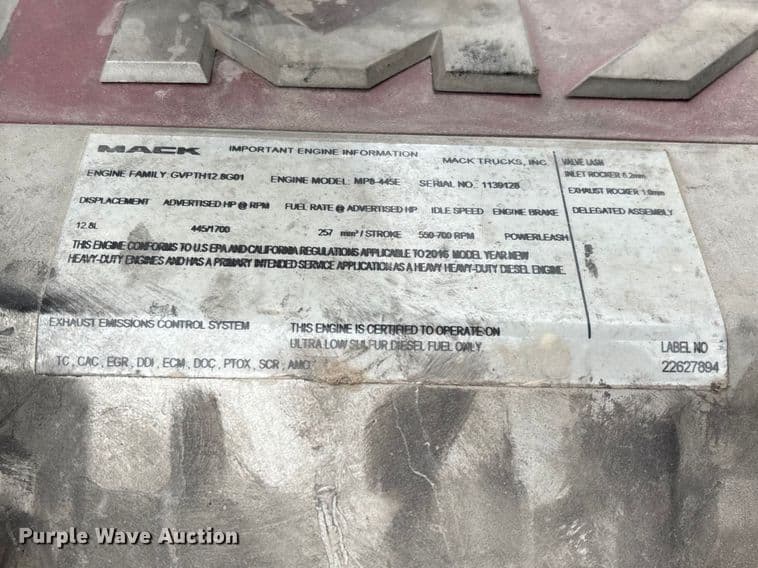 MACK IMPORTANT ENGINE INFORMATION MACK TRUCKS, INC.
ENGINE FAMILY: GVPTH12.8G01 ENGINE MODEL: MP8-445E SERIAL NO.: 1139128
DISPLACEMENT ADVERTISED HP @ RPM FUEL RATE @ ADVERTISED HP IDLE SPEED ENGINE BRAKE
12.8L 445/1700 257 mm³ / STROKE 550-700 RPM POWERLEASH
THIS ENGINE CONFORMS TO U.S EPA AND CALIFORNIA REGULATIONS APPLICABLE TO 2016 MODEL YEAR NEW
HEAVY-DUTY ENGINES AND HAS A PRIMARY INTENDED SERVICE APPLICATION AS A HEAVY HEAVY-DUTY DIESEL ENGINE.
VALVE LASH
INLET ROCKER 0.2mm
EXHAUST ROCKER 1.0mm
DELEGATED ASSEMBLY
EXHAUST EMISSIONS CONTROL SYSTEM
TC , CAC, EGR , DDI , ECM , DOC , PTOX , SCR , AMOC
THIS ENGINE IS CERTIFIED TO OPERATE ON
ULTRA LOW SULFUR DIESEL FUEL ONLY.
LABEL NO
22627894
Purple Wave Auction